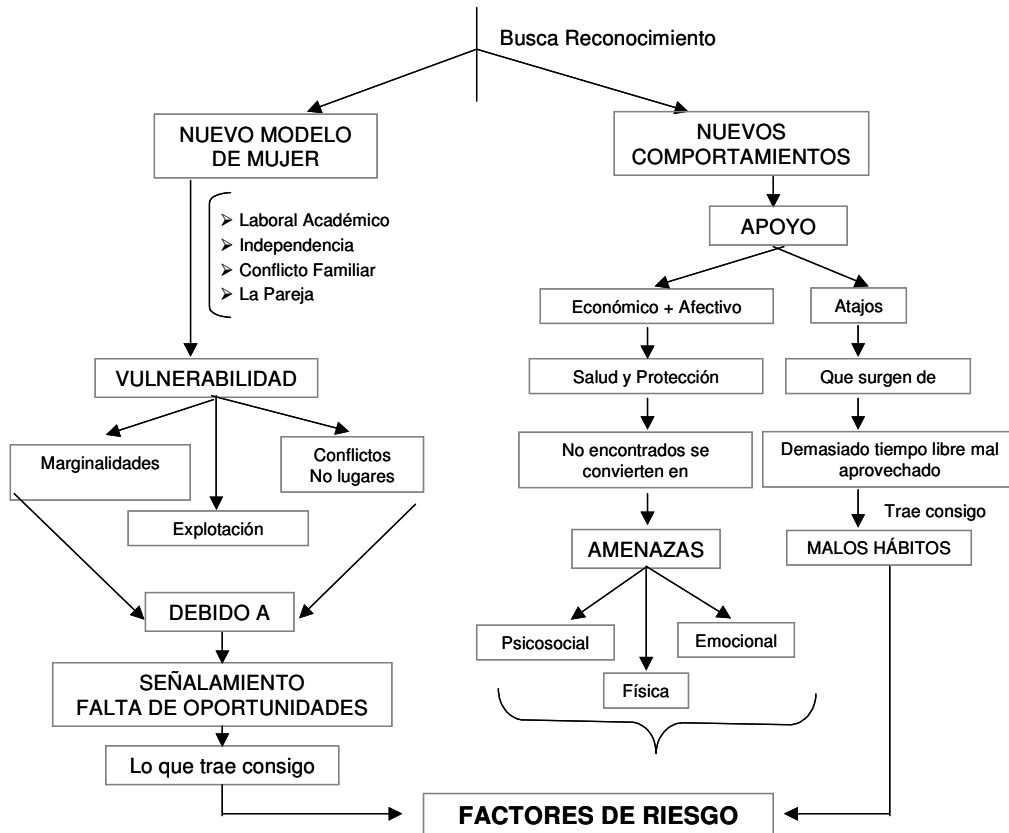 Busca Reconocimiento
NUEVO MODELO
DE MUJER
➢ Laboral Académico
➢ Independencia
➢ Conflicto Familiar
➢ La Pareja
VULNERABILIDAD
Marginalidades
Explotación
Conflictos
No lugares
DEBIDO A
SEÑALAMIENTO
FALTA DE OPORTUNIDADES
Lo que trae consigo
NUEVOS
COMPORTAMIENTOS
APOYO
Económico + Afectivo
Salud y Protección
No encontrados se
convierten en
AMENAZAS
Psicosocial
Física
Emocional
Atajos
Que surgen de
Demasiado tiempo libre mal
aprovechado
Trae consigo
MALOS HÁBITOS
FACTORES DE RIESGO